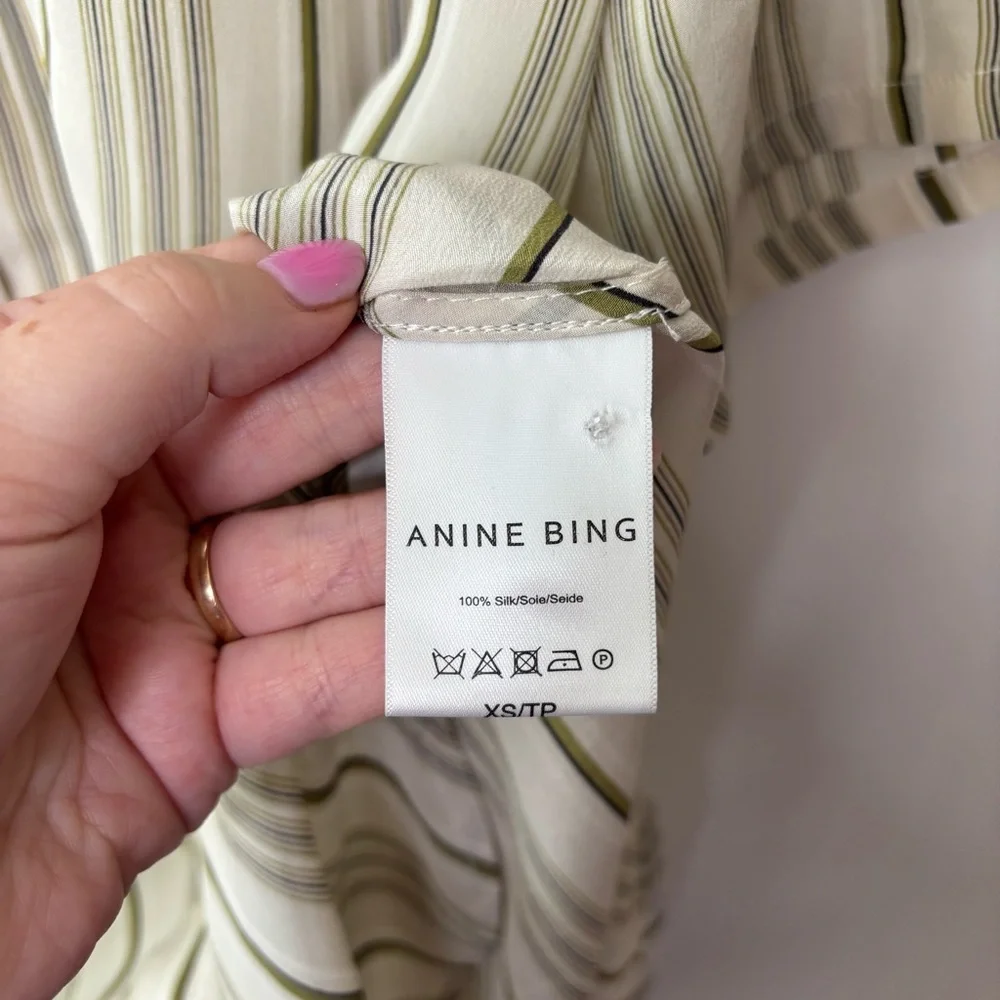 ANINE BING
100% Silk/Soie/Seide
P
XS/TP